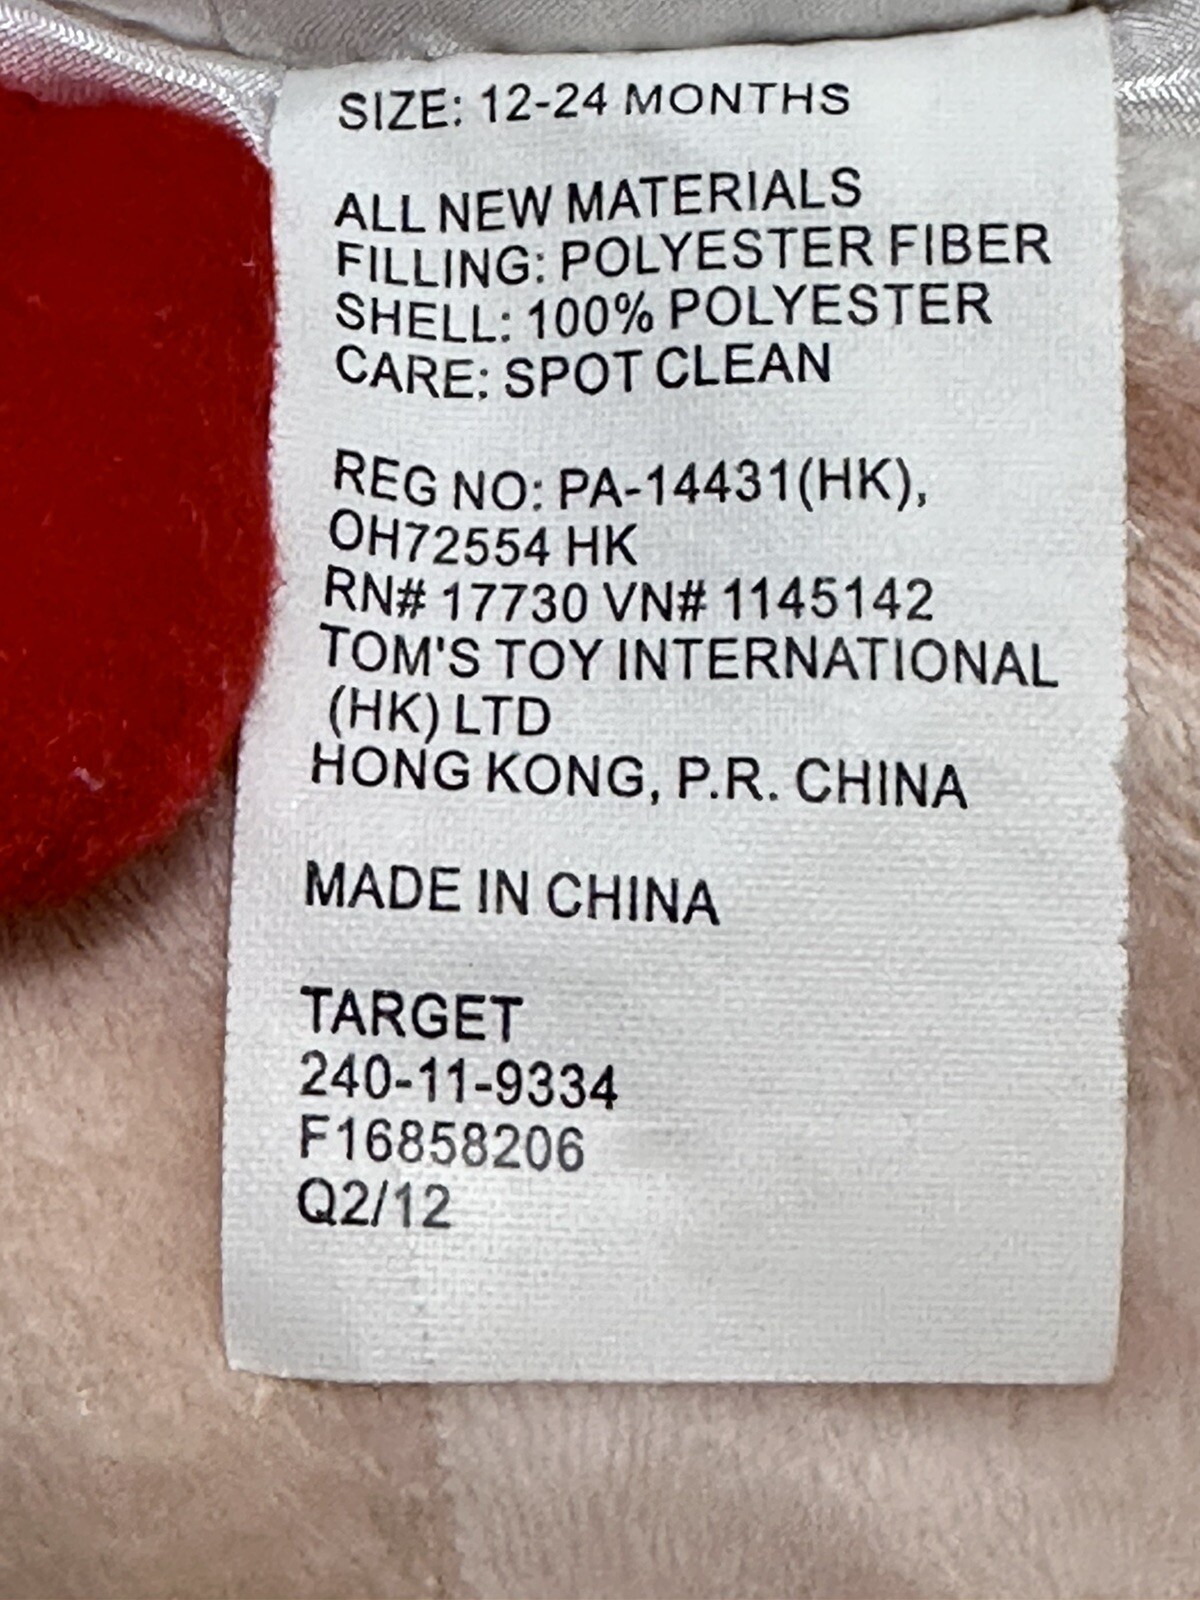 SIZE: 12-24 MONTHS
ALL NEW MATERIALS
FILLING: POLYESTER FIBER
SHELL: 100% POLYESTER
CARE: SPOT CLEAN
REG NO: PA-14431(HK),
OH72554 HK
RN# 17730 VN# 1145142
TOM'S TOY INTERNATIONAL
(HK) LTD
HONG KONG, P.R. CHINA
MADE IN CHINA
TARGET
240-11-9334
F16858206
Q2/12